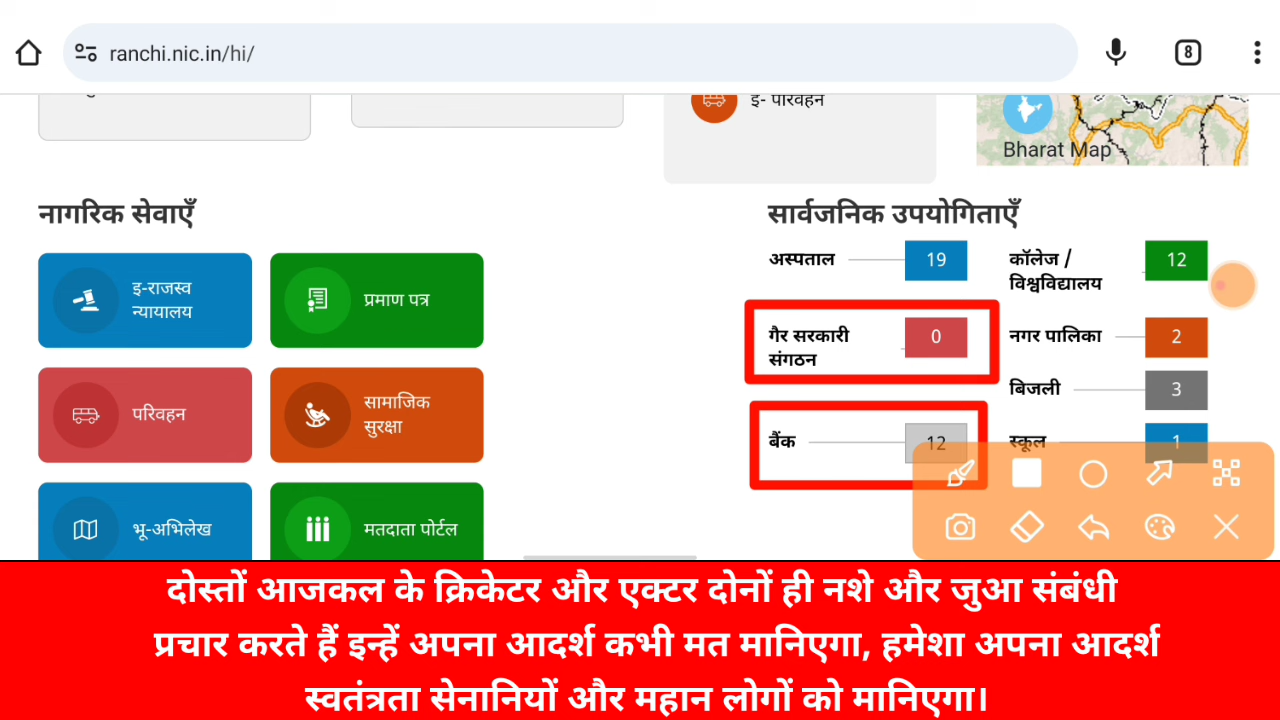 ranchi.nic.in/hi/
8
इ- परिवहन
Bharat Map
नागरिक सेवाएँ
सार्वजनिक उपयोगिताएँ
इ-राजस्व
न्यायालय
प्रमाण पत्र
अस्पताल 19
कॉलेज / 12
विश्वविद्यालय
गैर सरकारी 0
संगठन
नगर पालिका 2
परिवहन
सामाजिक
सुरक्षा
बिजली 3
बैंक 12
स्कूल 1
भू-अभिलेख
मतदाता पोर्टल
दोस्तों आजकल के क्रिकेटर और एक्टर दोनों ही नशे और जुआ संबंधी
प्रचार करते हैं इन्हें अपना आदर्श कभी मत मानिएगा, हमेशा अपना आदर्श
स्वतंत्रता सेनानियों और महान लोगों को मानिएगा।